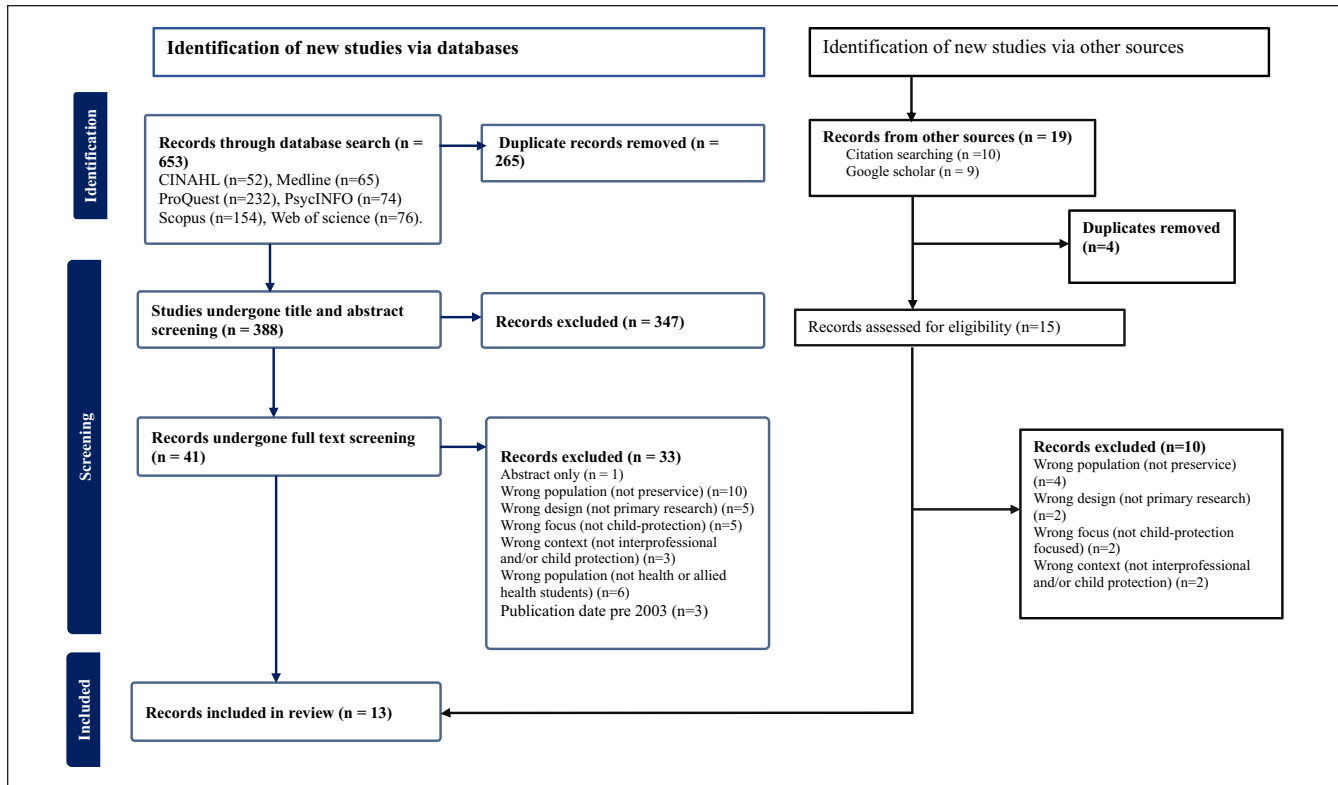 Identification of new studies via databases
Identification of new studies via other sources
Identification
Records through database search (n =
653)
CINAHL (n=52), Medline (n=65)
ProQuest (n=232), PsycINFO (n=74)
Scopus (n=154), Web of science (n=76).
Duplicate records removed (n =
265)
Records from other sources (n = 19)
Citation searching (n =10)
Google scholar (n = 9)
Duplicates removed
(n=4)
Screening
Studies undergone title and abstract
screening (n = 388)
Records excluded (n = 347)
Records assessed for eligibility (n=15)
Records undergone full text screening
(n = 41)
Records excluded (n = 33)
Abstract only (n = 1)
Wrong population (not preservice) (n=10)
Wrong design (not primary research) (n=5)
Wrong focus (not child-protection) (n=5)
Wrong context (not interprofessional
and/or child protection) (n=3)
Wrong population (not health or allied
health students) (n=6)
Publication date pre 2003 (n=3)
Records excluded (n=10)
Wrong population (not preservice)
(n=4)
Wrong design (not primary research)
(n=2)
Wrong focus (not child-protection
focused) (n=2)
Wrong context (not interprofessional
and/or child protection) (n=2)
Included
Records included in review (n = 13)